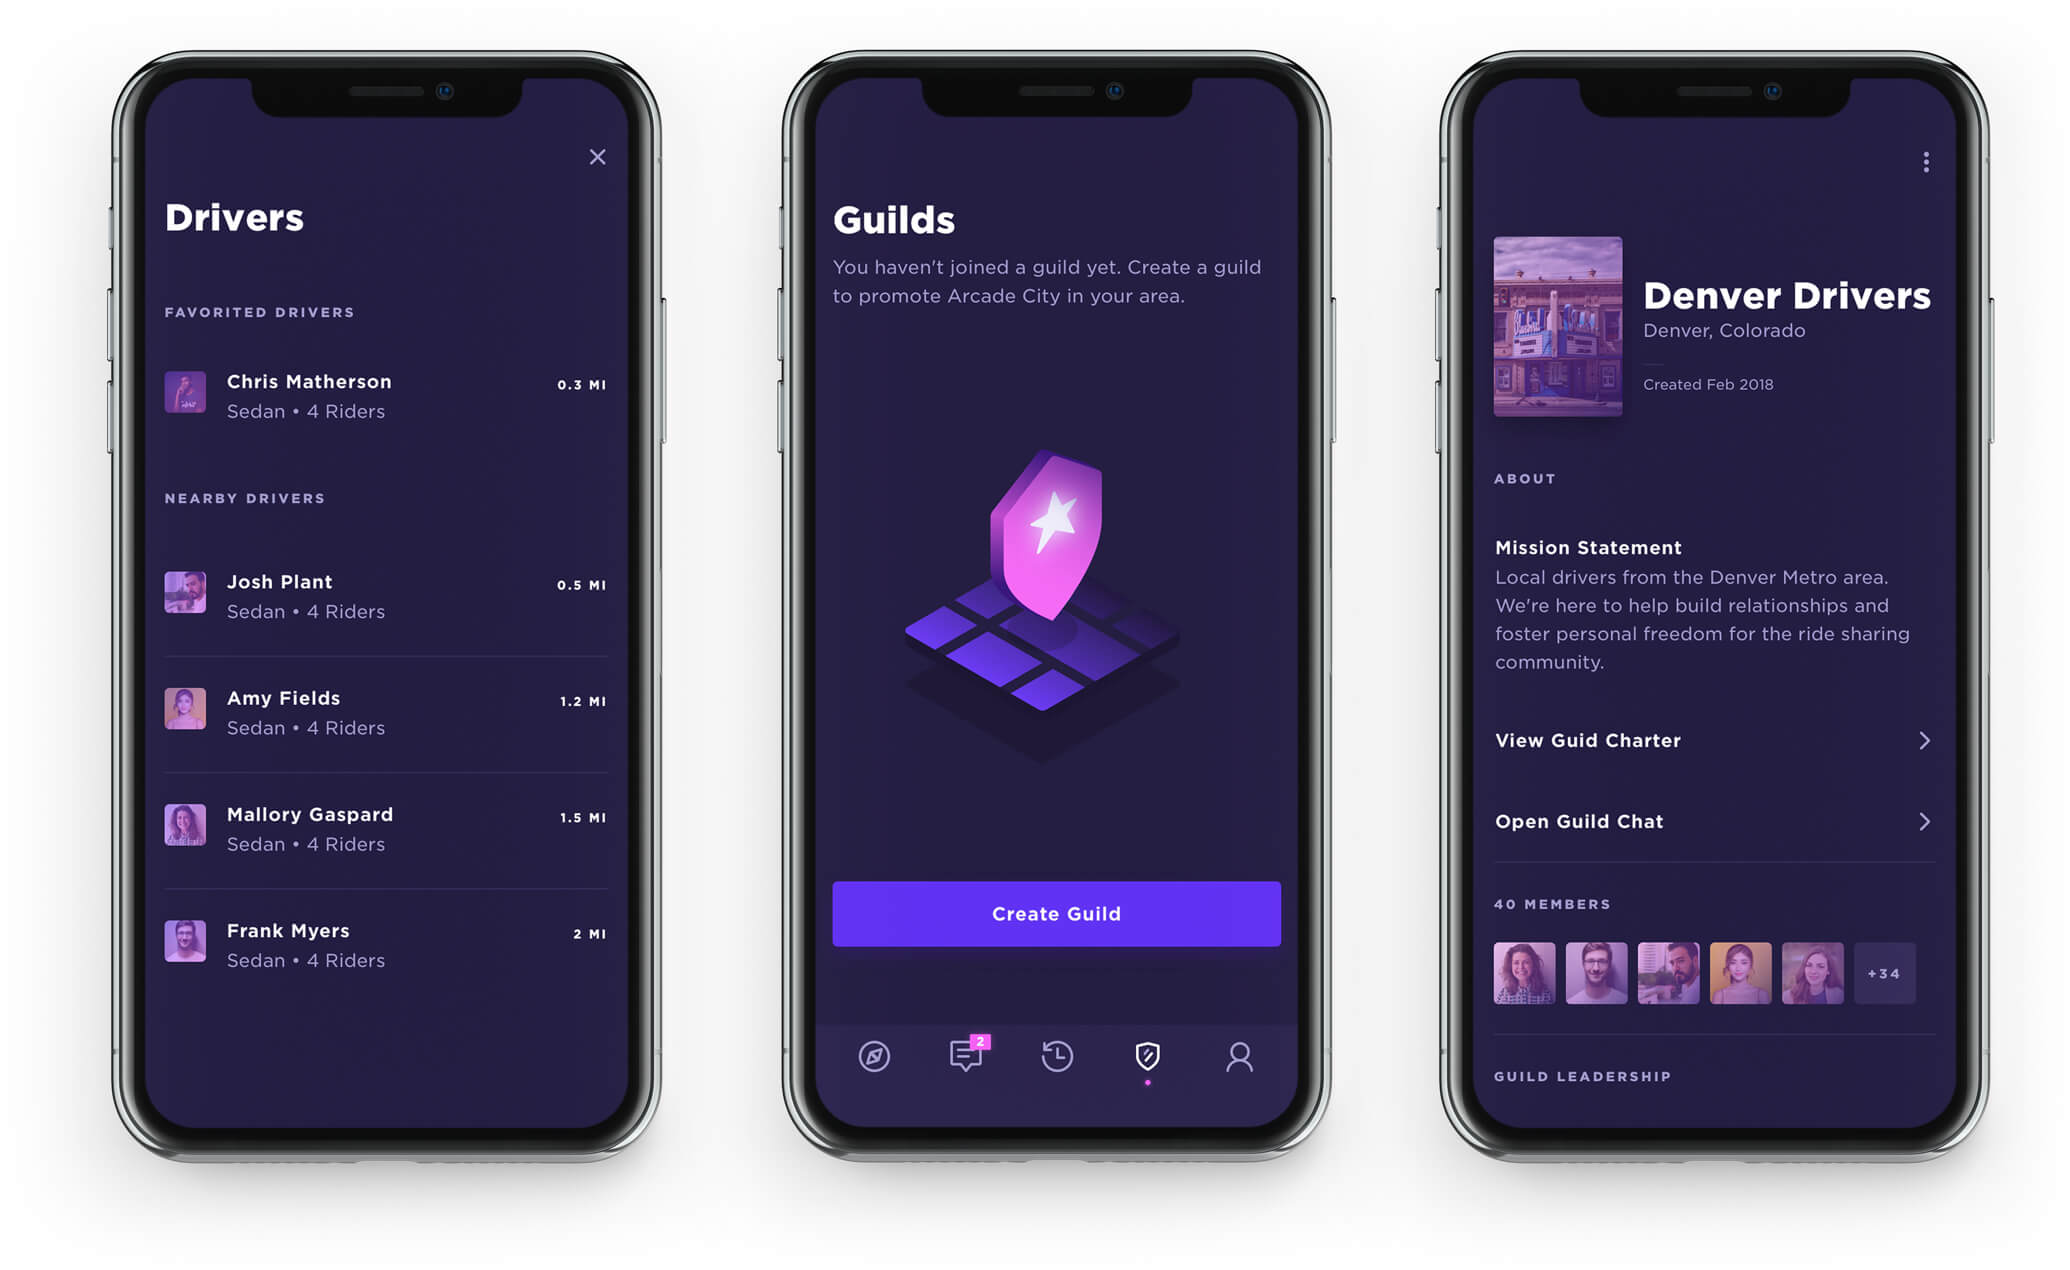 Drivers
FAVORITED DRIVERS
Chris Matherson
0.3 MI
Sedan • 4 Riders
NEARBY DRIVERS
Josh Plant
0.5 MI
Sedan • 4 Riders
Amy Fields
1.2 MI
Sedan • 4 Riders
Mallory Gaspard
1.5 MI
Sedan • 4 Riders
Frank Myers
2 MI
Sedan • 4 Riders
Guilds
You haven't joined a guild yet. Create a guild
to promote Arcade City in your area.
Create Guild
2
Denver Drivers
Denver, Colorado
Created Feb 2018
ABOUT
Mission Statement
Local drivers from the Denver Metro area.
We're here to help build relationships and
foster personal freedom for the ride sharing
community.
View Guid Charter
Open Guild Chat
40 MEMBERS
+34
GUILD LEADERSHIP